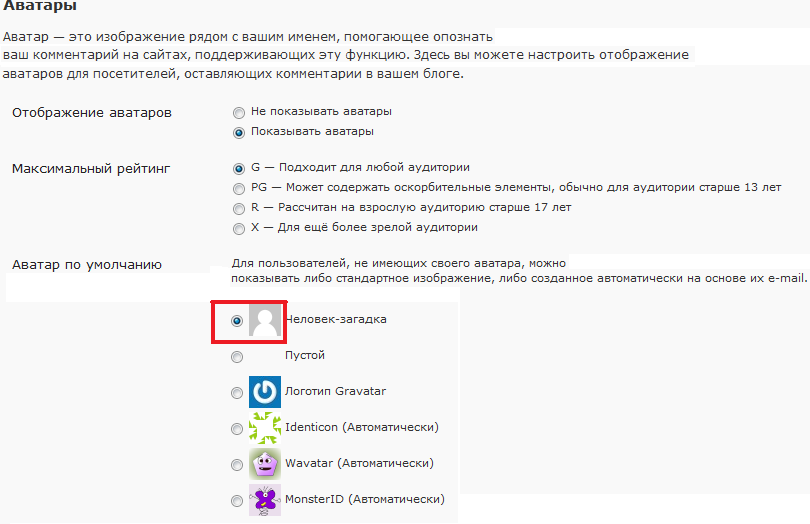 Аватары
Аватар — это изображение рядом с вашим именем, помогающее опознать
ваш комментарий на сайтах, поддерживающих эту функцию. Здесь вы можете настроить отображение
аватаров для посетителей, оставляющих комментарии в вашем блоге.
Отображение аватаров
Не показывать аватары
Показывать аватары
Максимальный рейтинг
G — Подходит для любой аудитории
PG — Может содержать оскорбительные элементы, обычно для аудитории старше 13 лет
R — Рассчитан на взрослую аудиторию старше 17 лет
X — Для ещё более зрелой аудитории
Аватар по умолчанию
Для пользователей, не имеющих своего аватара, можно
показывать либо стандартное изображение, либо созданное автоматически на основе их e-mail.
Человек-загадка
Пустой
Логотип Gravatar
Identicon (Автоматически)
Wavatar (Автоматически)
MonsterID (Автоматически)